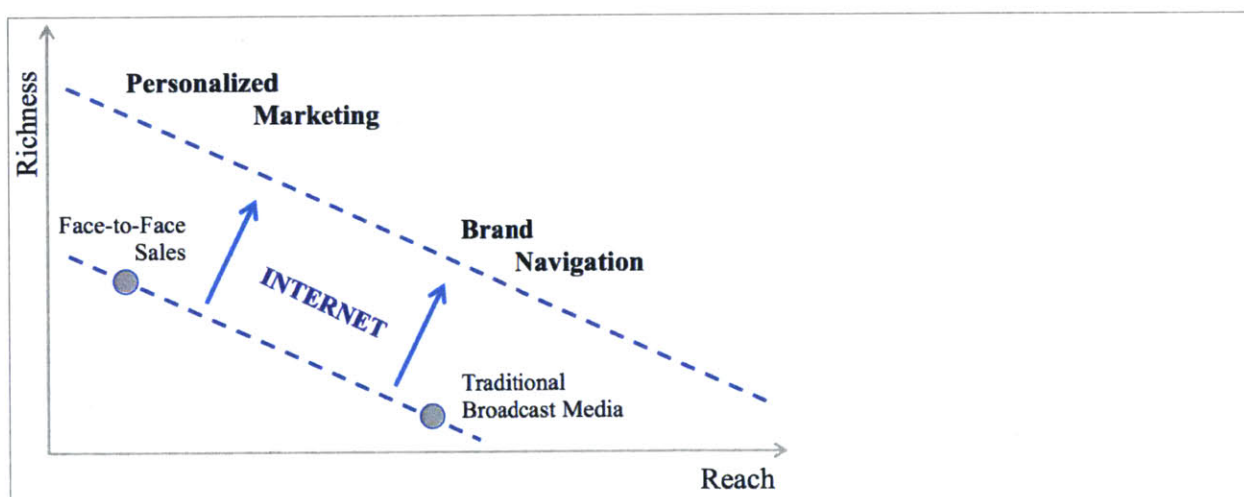 Richness
Personalized
Marketing
Face-to-Face
Sales
INTERNET
Brand
Navigation
Traditional
Broadcast Media
Reach